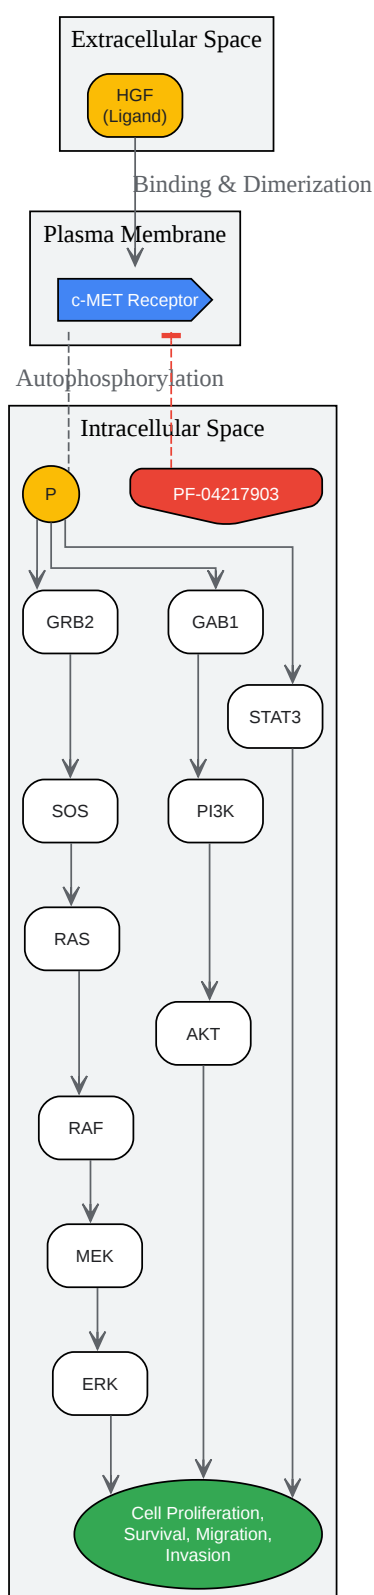 Extracellular Space
HGF
(Ligand)
Binding & Dimerization
Plasma Membrane
c-MET Receptor
Autophosphorylation
Intracellular Space
P
PF-04217903
GRB2
GAB1
STAT3
SOS
PI3K
RAS
AKT
RAF
MEK
ERK
Cell Proliferation,
Survival, Migration,
Invasion